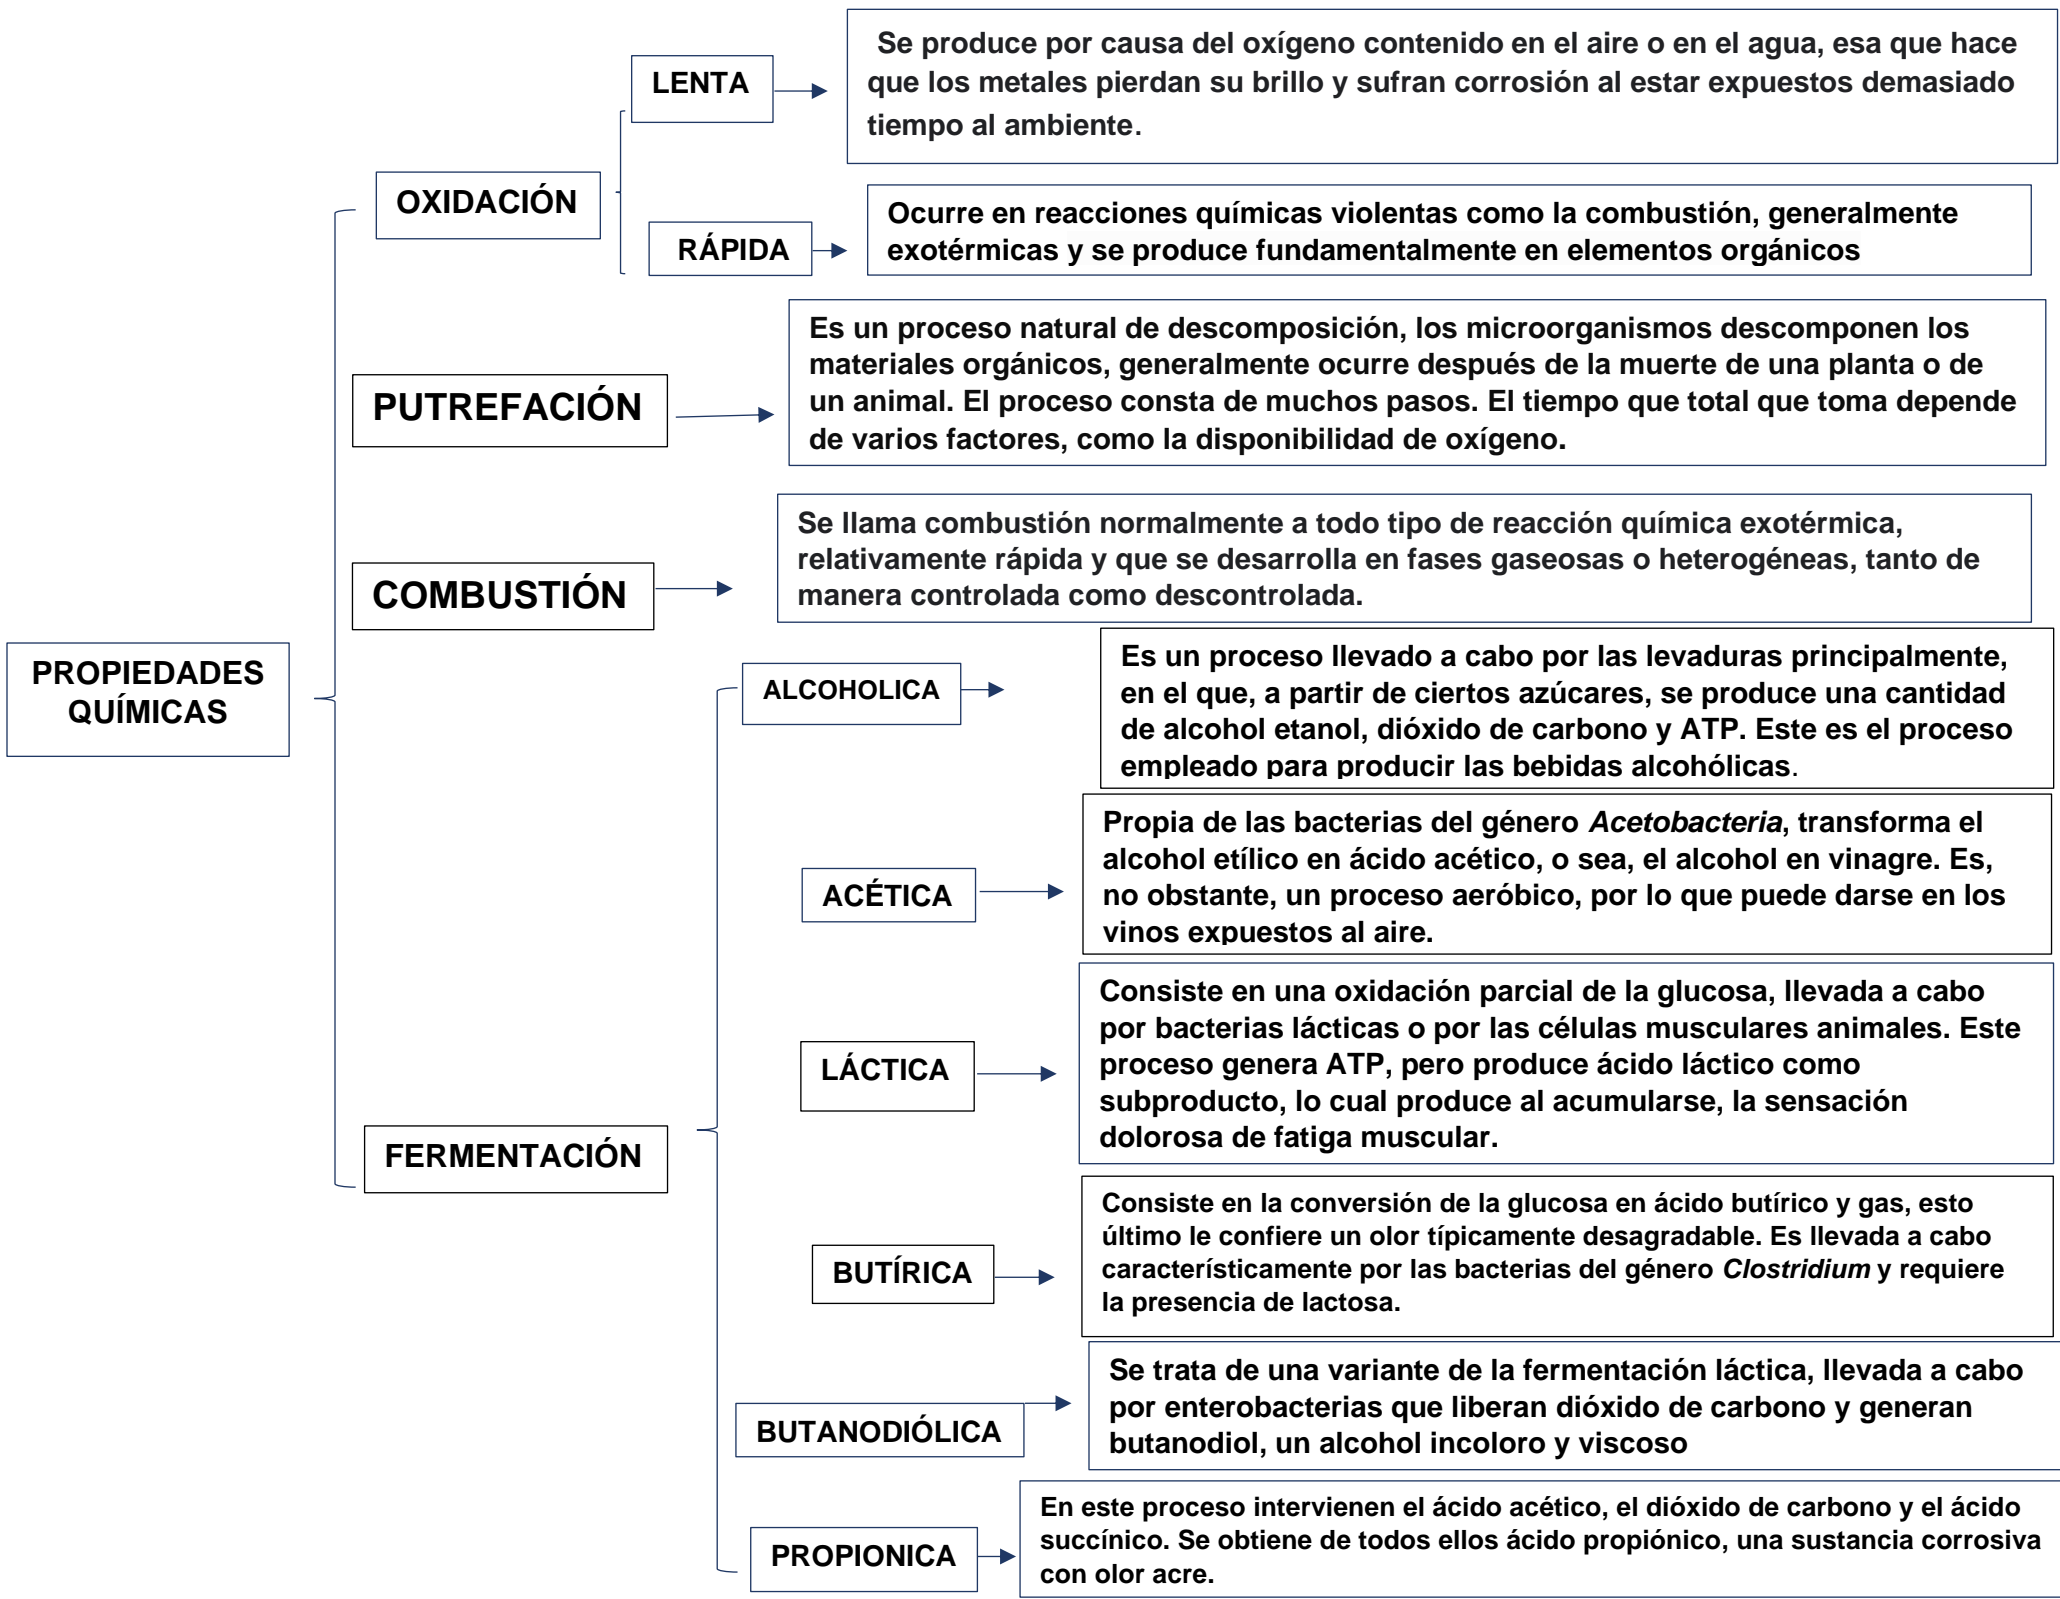 LENTA
Se produce por causa del oxígeno contenido en el aire o en el agua, esa que hace
que los metales pierdan su brillo y sufran corrosión al estar expuestos demasiado
tiempo al ambiente.
OXIDACIÓN
RÁPIDA
Ocurre en reacciones químicas violentas como la combustión, generalmente
exotérmicas y se produce fundamentalmente en elementos orgánicos
PUTREFACIÓN
Es un proceso natural de descomposición, los microorganismos descomponen los
materiales orgánicos, generalmente ocurre después de la muerte de una planta o de
un animal. El proceso consta de muchos pasos. El tiempo que total que toma depende
de varios factores, como la disponibilidad de oxígeno.
COMBUSTIÓN
Se llama combustión normalmente a todo tipo de reacción química exotérmica,
relativamente rápida y que se desarrolla en fases gaseosas o heterogéneas, tanto de
manera controlada como descontrolada.
PROPIEDADES
QUÍMICAS
ALCOHOLICA
Es un proceso llevado a cabo por las levaduras principalmente,
en el que, a partir de ciertos azúcares, se produce una cantidad
de alcohol etanol, dióxido de carbono y ATP. Este es el proceso
empleado para producir las bebidas alcohólicas.
ACÉTICA
Propia de las bacterias del género Acetobacteria, transforma el
alcohol etílico en ácido acético, o sea, el alcohol en vinagre. Es,
no obstante, un proceso aeróbico, por lo que puede darse en los
vinos expuestos al aire.
LÁCTICA
Consiste en una oxidación parcial de la glucosa, llevada a cabo
por bacterias lácticas o por las células musculares animales. Este
proceso genera ATP, pero produce ácido láctico como
subproducto, lo cual produce al acumularse, la sensación
dolorosa de fatiga muscular.
FERMENTACIÓN
BUTÍRICA
Consiste en la conversión de la glucosa en ácido butírico y gas, esto
último le confiere un olor típicamente desagradable. Es llevada a cabo
característicamente por las bacterias del género Clostridium y requiere
la presencia de lactosa.
BUTANODIÓLICA
Se trata de una variante de la fermentación láctica, llevada a cabo
por enterobacterias que liberan dióxido de carbono y generan
butanodiol, un alcohol incoloro y viscoso
PROPIONICA
En este proceso intervienen el ácido acético, el dióxido de carbono y el ácido
succínico. Se obtiene de todos ellos ácido propiónico, una sustancia corrosiva
con olor acre.